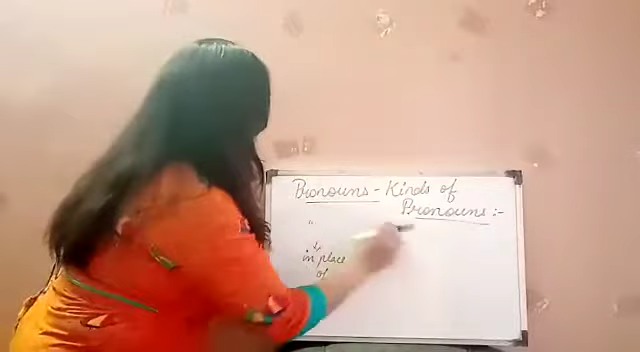 Pronouns - Kinds of
Pronouns :-
"
in place
of